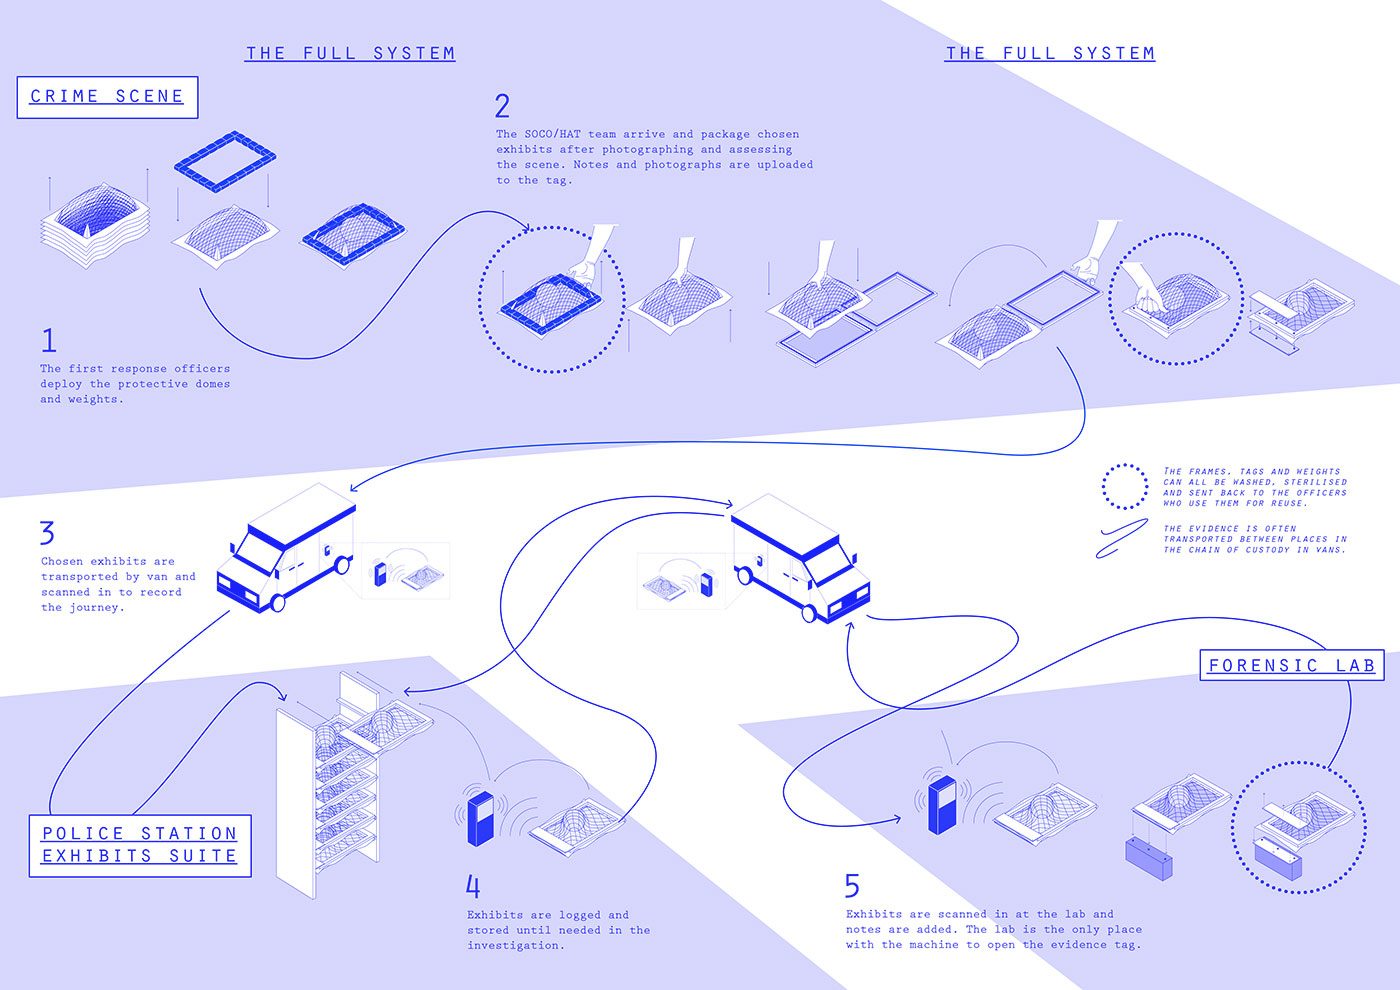 THE FULL SYSTEM
THE FULL SYSTEM
CRIME SCENE
1
The first response officers
deploy the protective domes
and weights.
2
The SOCO/HAT team arrive and package chosen
exhibits after photographing and assessing
the scene. Notes and photographs are uploaded
to the tag.
THE FRAMES, TAGS AND WEIGHTS
CAN ALL BE WASHED, STERILISED
AND SENT BACK TO THE OFFICERS
WHO USE THEM FOR REUSE.
THE EVIDENCE IS OFTEN
TRANSPORTED BETWEEN PLACES IN
THE CHAIN OF CUSTODY IN VANS.
3
Chosen exhibits are
transported by van and
scanned in to record
the journey.
POLICE STATION
EXHIBITS SUITE
4
Exhibits are logged and
stored until needed in the
investigation.
FORENSIC LAB
5
Exhibits are scanned in at the lab and
notes are added. The lab is the only place
with the machine to open the evidence tag.